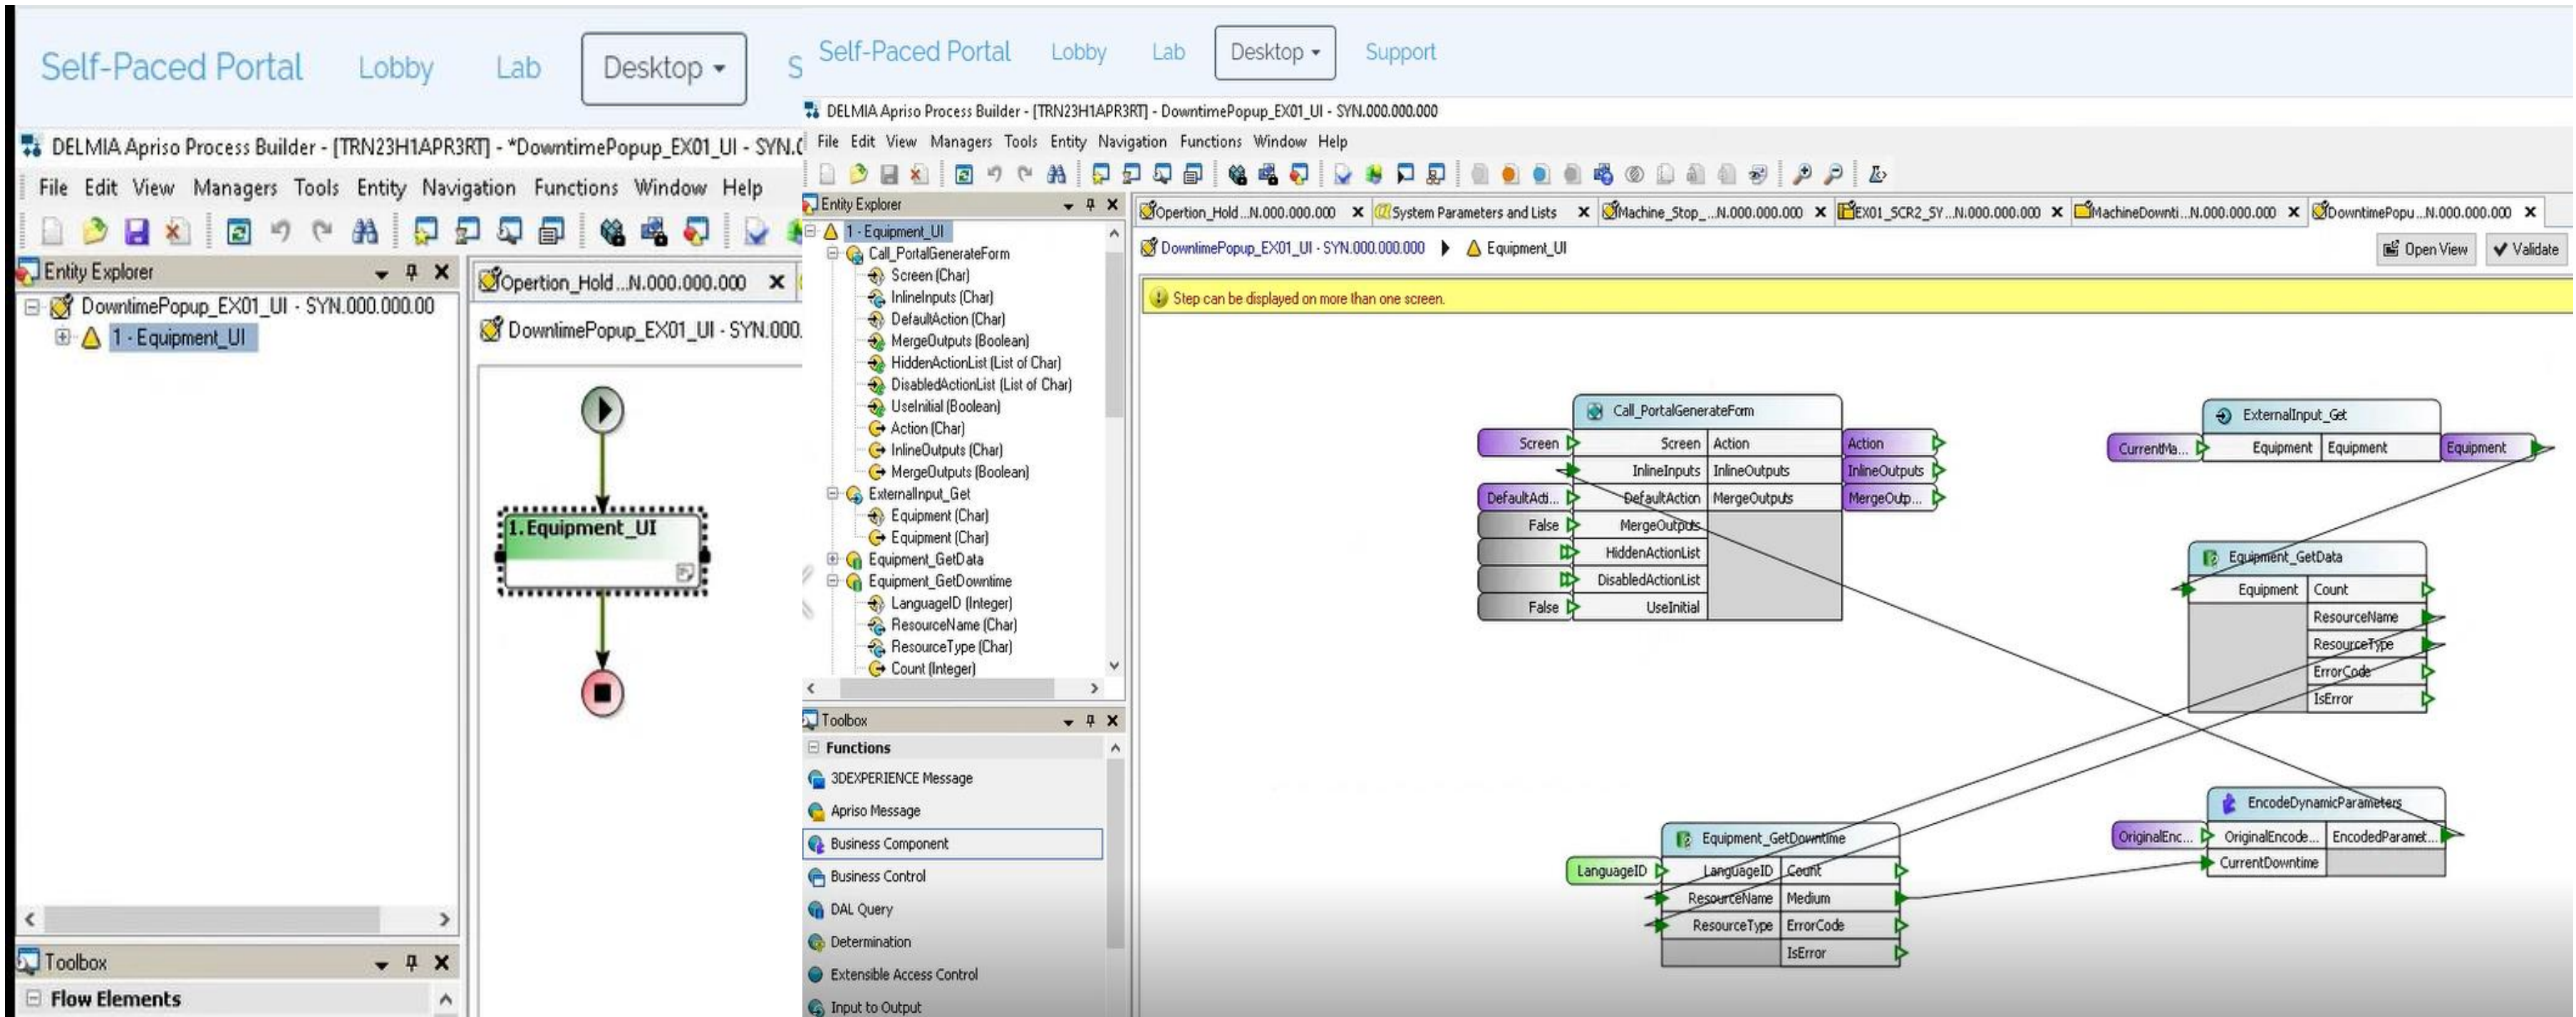 Self-Paced Portal Lobby Lab Desktop
DELMIA Apriso Process Builder - [TRN23H1APR3RT] - *DowntimePopup_EX01_UI - SYN.
File Edit View Managers Tools Entity Navigation Functions Window Help
Entity Explorer
DowntimePopup_EX01_UI - SYN.000.000.00
1 - Equipment_UI
Opertion_Hold...N.000.000.000
DowntimePopup_EX01_UI - SYN.000.
1.Equipment_UI
Toolbox
Flow Elements
Self-Paced Portal Lobby Lab Desktop Support
DELMIA Apriso Process Builder - [TRN23H1APR3RT] - DowntimePopup_EX01_UI - SYN.000.000.000
File Edit View Managers Tools Entity Navigation Functions Window Help
Entity Explorer
1 - Equipment_UI
Call_PortalGenerateForm
Screen (Char)
InlineInputs (Char)
DefaultAction (Char)
MergeOutputs (Boolean)
HiddenActionList (List of Char)
DisabledActionList (List of Char)
UseInitial (Boolean)
Action (Char)
InlineOutputs (Char)
MergeOutputs (Boolean)
ExternalInput_Get
Equipment (Char)
Equipment (Char)
Equipment_GetData
Equipment_GetDowntime
LanguageID (Integer)
ResourceName (Char)
ResourceType (Char)
Count (Integer)
Toolbox
Functions
3DEXPERIENCE Message
Apriso Message
Business Component
Business Control
DAL Query
Determination
Extensible Access Control
Input to Output
Opertion_Hold...N.000.000.000 System Parameters and Lists Machine_Stop_...N.000.000.000 EX01_SCR2_SY...N.000.000.000 MachineDownti...N.000.000.000 DowntimePopu...N.000.000.000
DowntimePopup_EX01_UI - SYN.000.000.000 Equipment_UI Open View Validate
Step can be displayed on more than one screen.
Call_PortalGenerateForm
Screen Screen Action Action
InlineInputs InlineOutputs InlineOutputs
DefaultActi... DefaultAction MergeOutputs MergeOutp...
False MergeOutputs
HiddenActionList
DisabledActionList
False UseInitial
ExternalInput_Get
CurrentMa... Equipment Equipment Equipment
Equipment_GetData
Equipment Count
ResourceName
ResourceType
ErrorCode
IsError
Equipment_GetDowntime
LanguageID LanguageID Count
ResourceName Medium
ResourceType ErrorCode
IsError
EncodeDynamicParameters
OriginalEnc... OriginalEncode... EncodedParamet...
CurrentDowntime